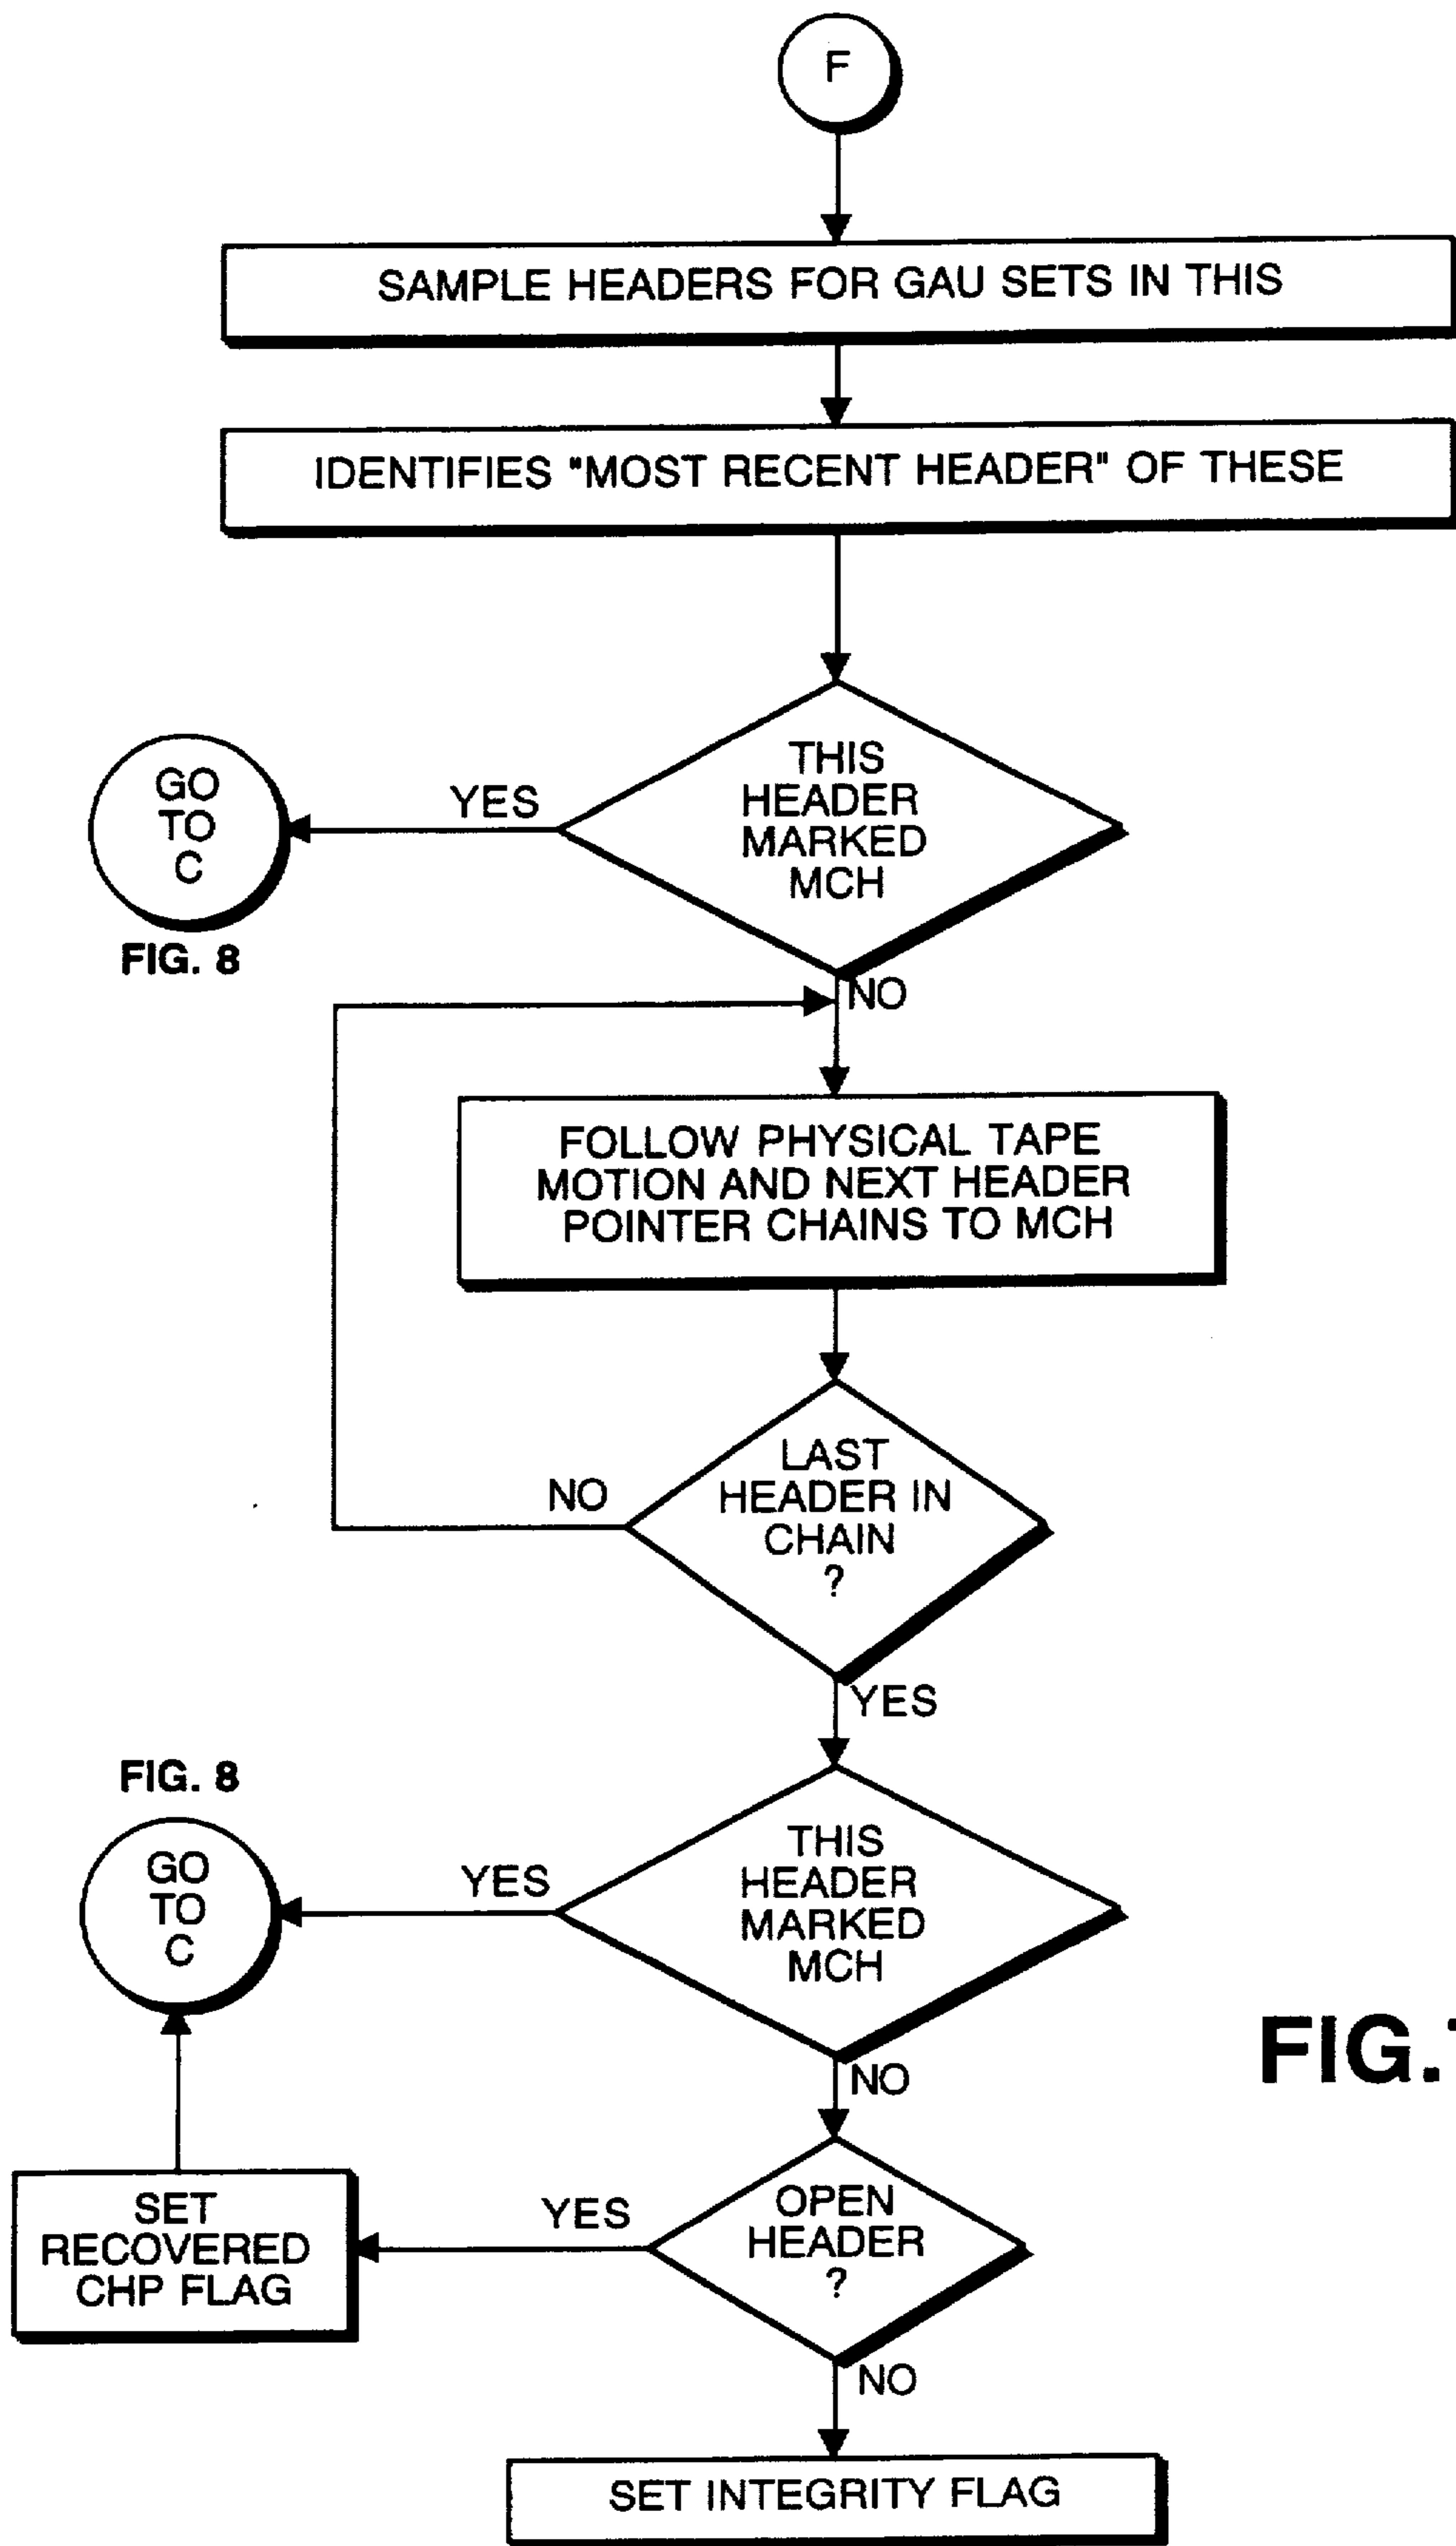 F
SAMPLE HEADERS FOR GAU SETS IN THIS
IDENTIFIES "MOST RECENT HEADER" OF THESE
THIS
HEADER
MARKED
MCH
YES
GO
TO
C
FIG. 8
NO
FOLLOW PHYSICAL TAPE
MOTION AND NEXT HEADER
POINTER CHAINS TO MCH
LAST
HEADER IN
CHAIN
?
NO
YES
FIG. 8
THIS
HEADER
MARKED
MCH
YES
GO
TO
C
NO
FIG.
OPEN
HEADER
?
YES
SET
RECOVERED
CHP FLAG
NO
SET INTEGRITY FLAG